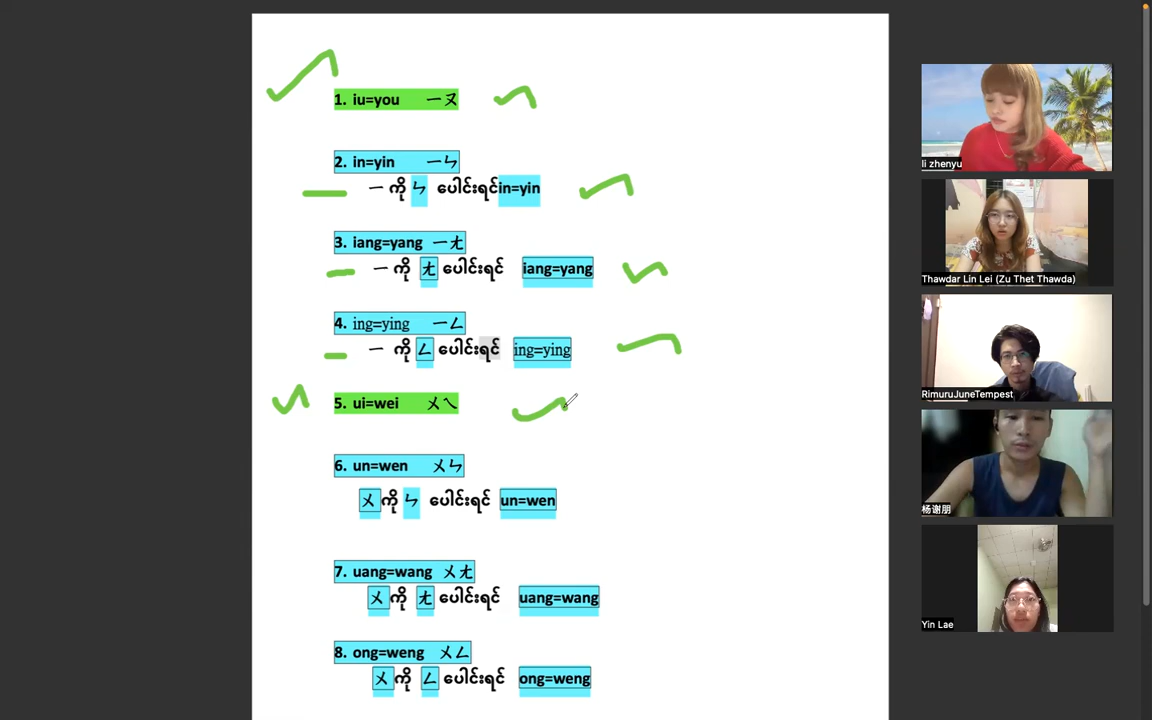 1. iu=you ㄧㄡ
2. in=yin ㄧㄣ
ㄧ ကို ㄣ ပေါင်းရင်in=yin
3. iang=yang ㄧㄤ
ㄧ ကို ㄤ ပေါင်းရင် iang=yang
4. ing=ying ㄧㄥ
ㄧ ကို ㄥ ပေါင်းရင် ing=ying
5. ui=wei ㄨㄟ
6. un=wen ㄨㄣ
ㄨကို ㄣ ပေါင်းရင် un=wen
7. uang=wang ㄨㄤ
ㄨကို ㄤ ပေါင်းရင် uang=wang
8. ong=weng ㄨㄥ
ㄨကို ㄥ ပေါင်းရင် ong=weng
li zhenyu
Thawdar Lin Lei (Zu Thet Thawda)
RimuruJuneTempest
杨谢朋
Yin Lae